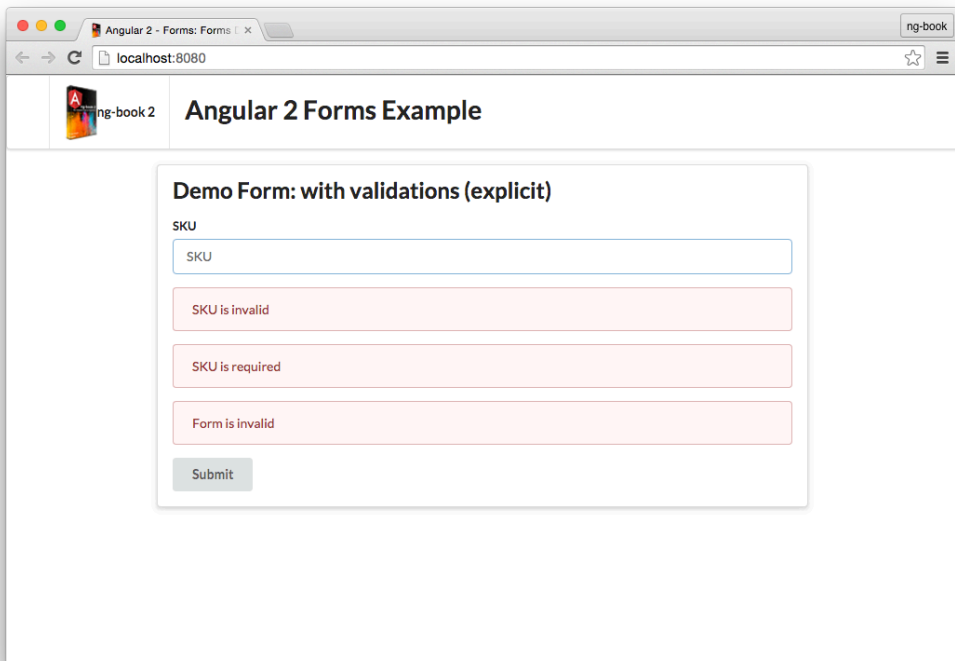 Angular 2 - Forms: Forms
ng-book
localhost:8080
ng-book 2
Angular 2 Forms Example
Demo Form: with validations (explicit)
SKU
SKU
SKU is invalid
SKU is required
Form is invalid
Submit